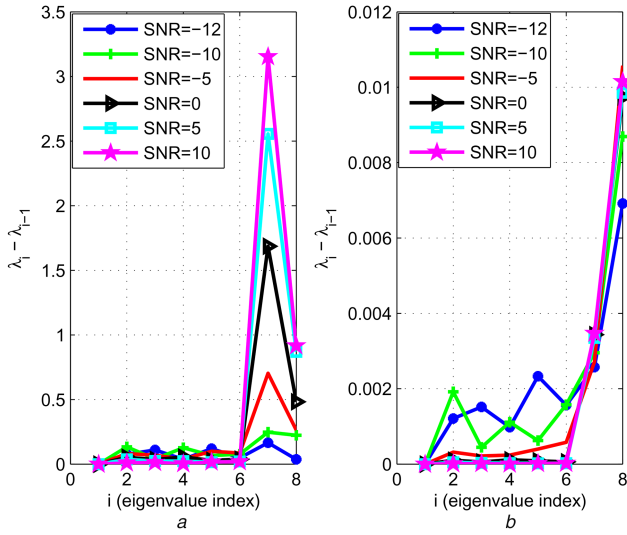 3.5
3
2.5
2
1.5
1
0.5
0
λi − λi−1
SNR=−12
SNR=−10
SNR=−5
SNR=0
SNR=5
SNR=10
0 2 4 6 8
i (eigenvalue index)
a
0.012
0.01
0.008
0.006
0.004
0.002
0
λi − λi−1
SNR=−12
SNR=−10
SNR=−5
SNR=0
SNR=5
SNR=10
0 2 4 6 8
i (eigenvalue index)
b